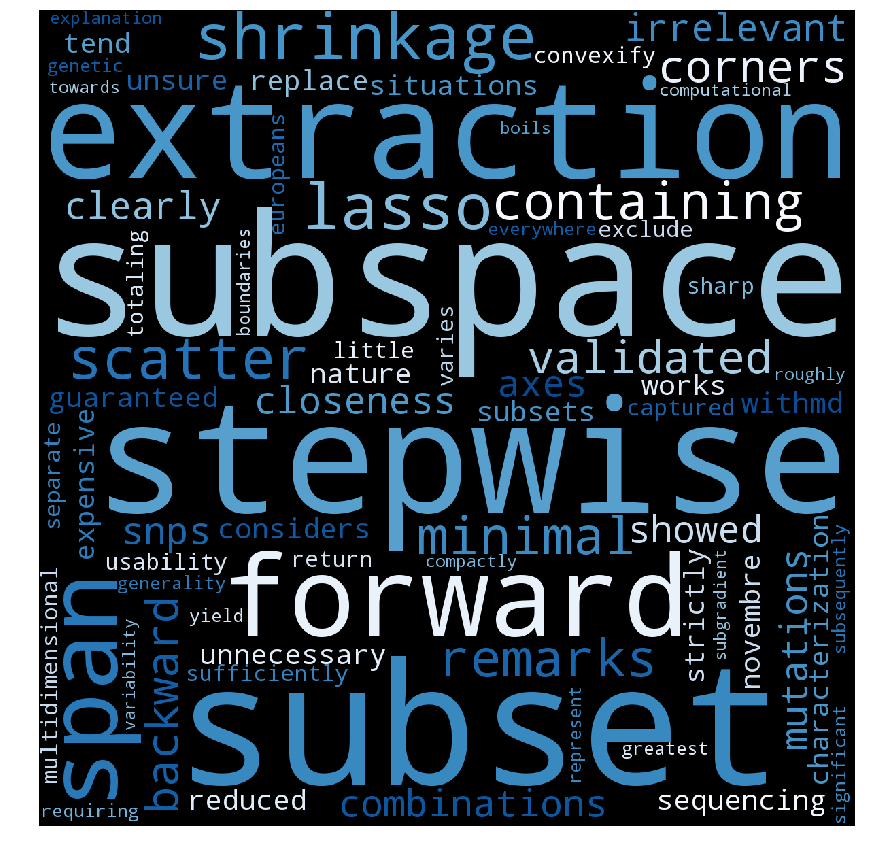 explanation
tend
genetic
towards
unsure
shrinkage
replace
situations
convexify
irrelevant
corners
computational
extraction
boils
europeans
clearly
lasso
containing
everywhere
exclude
subspace
totaling
boundaries
sharp
scatter
little
nature
varies
validated
roughly
guaranteed
closeness
axes
works
subsets
captured
withmd
stepwise
separate
expensive
snps
considers
minimal
showed
usability
return
compactly
generality
forward
yield
span
backward
multidimensional
variability
unnecessary
sufficiently
remarks
strictly
subgradient
novembre
mutations
characterization
subsequently
subset
represent
greatest
significant
requiring
reduced
combinations
sequencing